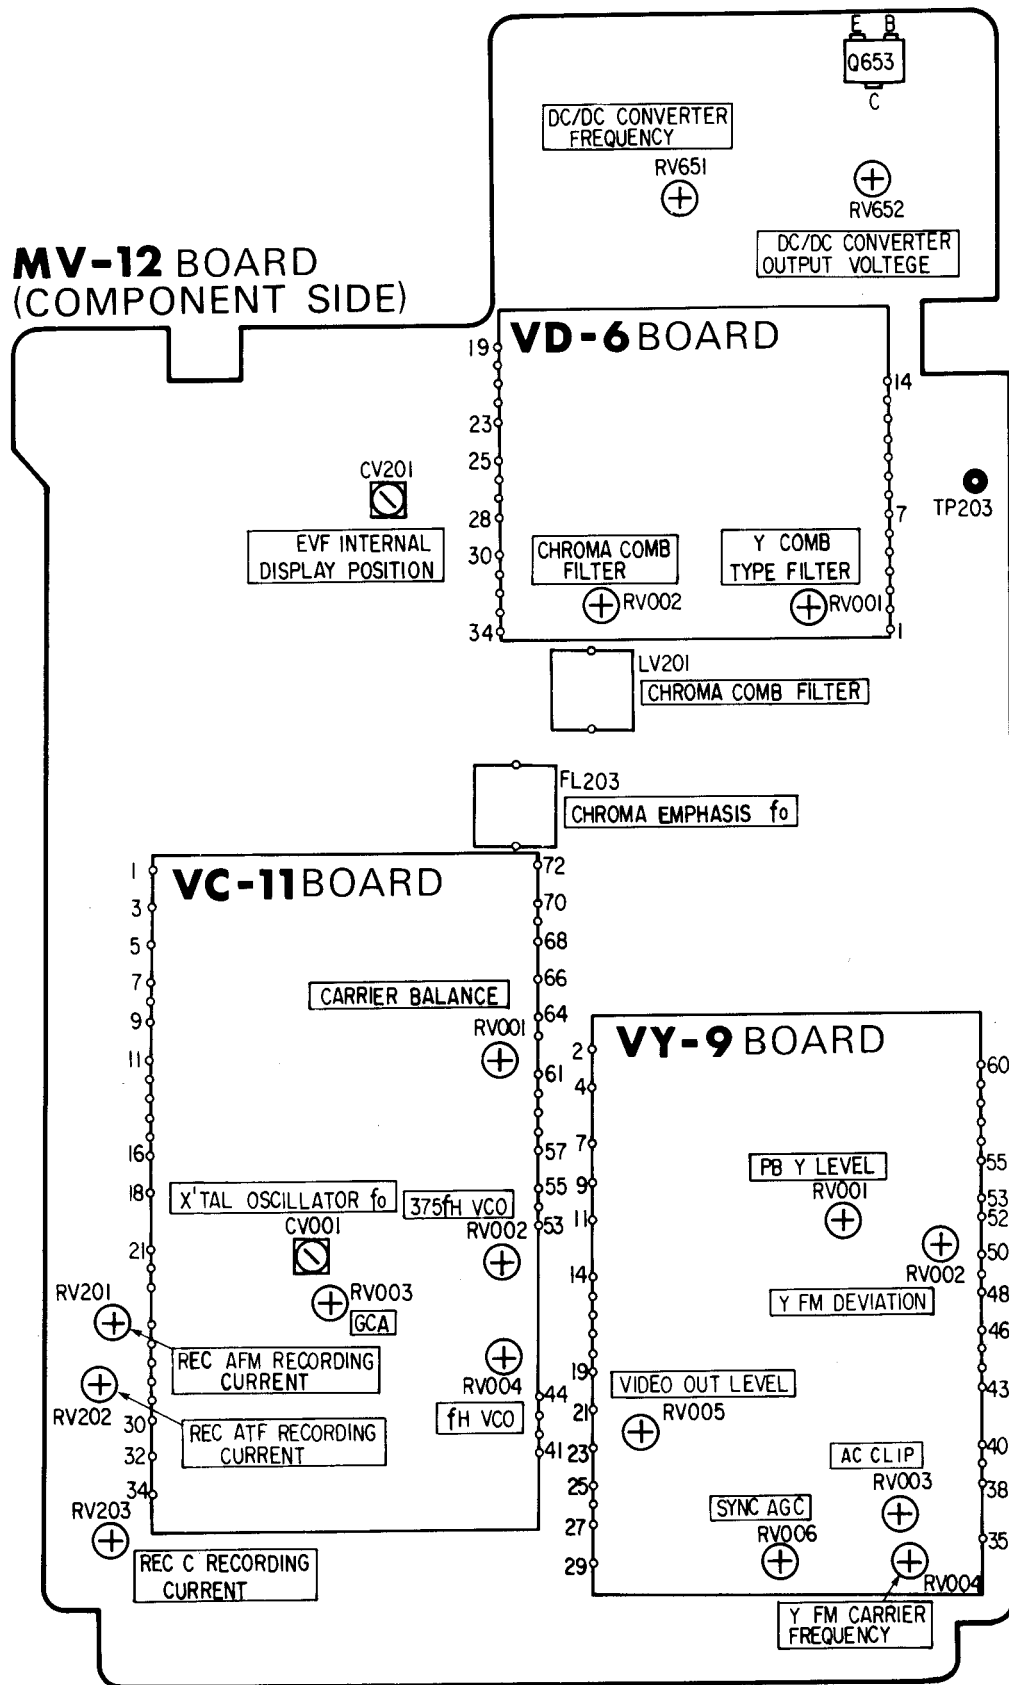 E B
Q653
C
DC/DC CONVERTER
FREQUENCY
RV651
RV652
DC/DC CONVERTER
OUTPUT VOLTEGE
MV-12 BOARD
(COMPONENT SIDE)
VD-6 BOARD
19
14
23
25
CV201
TP203
28
7
EVF INTERNAL
DISPLAY POSITION
30
CHROMA COMB
FILTER
Y COMB
TYPE FILTER
RV002
RV001
34
1
LV201
CHROMA COMB FILTER
FL203
CHROMA EMPHASIS fo
VC-11 BOARD
1
72
3
70
5
68
7
66
CARRIER BALANCE
9
64
RV001
11
61
16
57
18
55
X'TAL OSCILLATOR fo
375fH VCO
53
CV001
RV002
21
RV201
RV003
GCA
REC AFM RECORDING
CURRENT
RV004
RV202
44
30
REC ATF RECORDING
CURRENT
fH VCO
32
41
34
RV203
REC C RECORDING
CURRENT
VY-9 BOARD
2
60
4
7
55
PB Y LEVEL
9
RV001
53
11
52
RV002
50
14
48
Y FM DEVIATION
46
19
VIDEO OUT LEVEL
43
21
RV005
23
40
AC CLIP
25
RV003
38
SYNC AGC
27
RV006
35
29
RV004
Y FM CARRIER
FREQUENCY